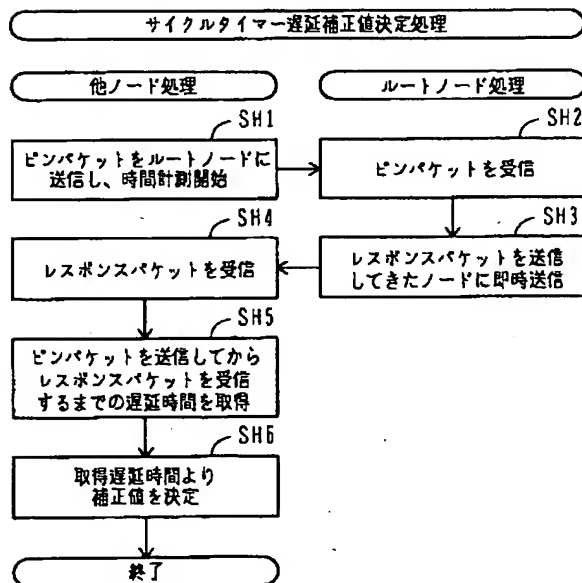 サイクルタイマー遅延補正値決定処理
他ノード処理
ルートノード処理
SH1
ピンパケットをルートノードに
送信し、時間計測開始
SH2
ピンパケットを受信
SH3
レスポンスパケットを送信
してきたノードに即時送信
SH4
レスポンスパケットを受信
SH5
ピンパケットを送信してから
レスポンスパケットを受信
するまでの遅延時間を取得
SH6
取得遅延時間より
補正値を決定
終了